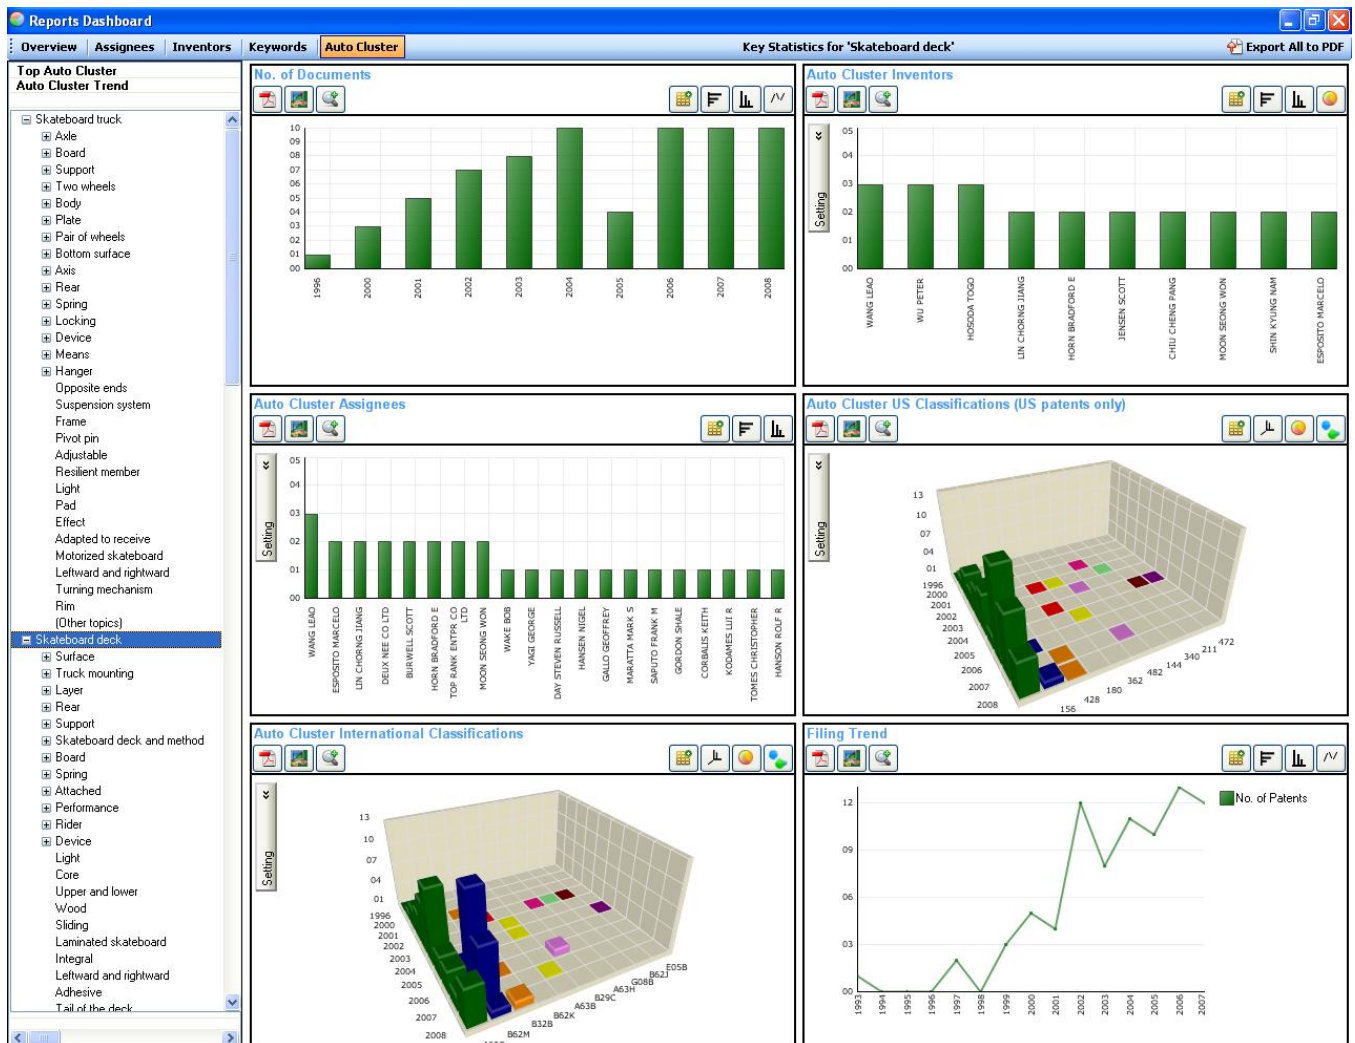 Reports Dashboard
Overview Assignees Inventors Keywords Auto Cluster Key Statistics for 'Skateboard deck' Export All to PDF
Top Auto Cluster
Auto Cluster Trend
Skateboard truck
Axle
Board
Support
Two wheels
Body
Plate
Pair of wheels
Bottom surface
Axis
Rear
Spring
Locking
Device
Means
Hanger
Opposite ends
Suspension system
Frame
Pivot pin
Adjustable
Resilient member
Light
Pad
Effect
Adapted to receive
Motorized skateboard
Leftward and rightward
Turning mechanism
Rim
(Other topics)
Skateboard deck
Surface
Truck mounting
Layer
Rear
Support
Skateboard deck and method
Board
Spring
Attached
Performance
Rider
Device
Light
Core
Upper and lower
Wood
Sliding
Laminated skateboard
Integral
Leftward and rightward
Adhesive
Tail of the deck
No. of Documents
10
09
08
07
06
05
04
03
02
01
00
1996 2000 2001 2002 2003 2004 2005 2006 2007 2008
Auto Cluster Inventors
Setting
05
04
03
02
01
00
WANG LEAO
WU PETER
HOSODA TOGO
LIN CHORNG JIANG
HORN BRADFORD E
JENSEN SCOTT
CHIU CHENG PANG
MOON SEONG WON
SHIN KYUNG NAM
ESPOSITO MARCELO
Auto Cluster Assignees
Setting
05
04
03
02
01
00
WANG LEAO
ESPOSITO MARCELO
LIN CHORNG JIANG
DEUX NEE CO LTD
BURWELL SCOTT
HORN BRADFORD E
TOP RANK ENTPR CO
LTD
MOON SEONG WON
WAKE BOB
YAGI GEORGE
DAY STEVEN RUSSELL
HANSEN NIGEL
GALLO GEOFFREY
MARATTA MARK S
SAPUTO FRANK M
GORDON SHALE
CORBALIS KEITH
KODAMES LUI R
TOMES CHRISTOPHER
HANSON ROLF R
Auto Cluster US Classifications (US patents only)
Setting
13
10
07
04
01
1996
2000
2001
2002
2003
2004
2005
2006
2007
2008
156
428
180
362
482
144
340
211
472
Auto Cluster International Classifications
Setting
13
10
07
04
01
1996
2000
2001
2002
2003
2004
2005
2006
2007
2008
B62M
B32B
B62K
A63B
B29C
A63H
G08B
B62J
E05B
Filing Trend
12
09
06
03
00
1993 1994 1995 1996 1997 1998 1999 2000 2001 2002 2003 2004 2005 2006 2007
No. of Patents